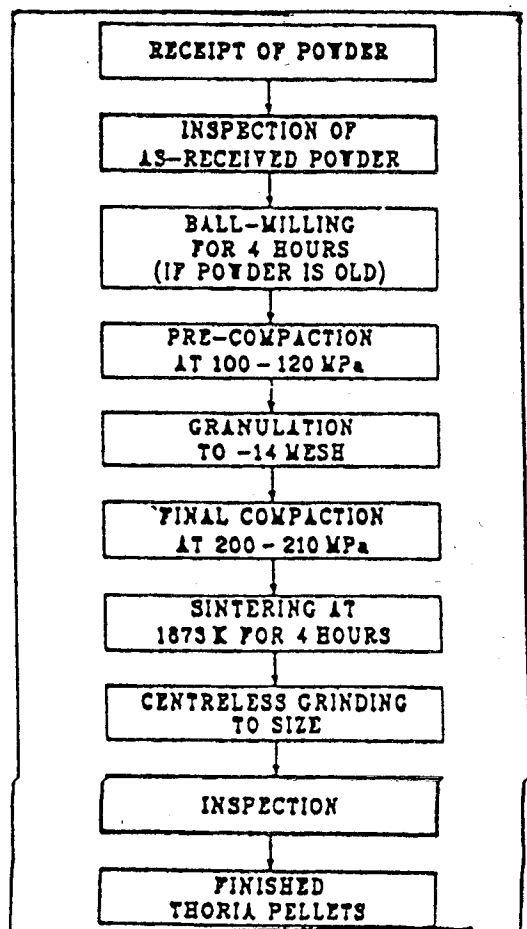 RECEIPT OF POWDER
INSPECTION OF
AS-RECEIVED POWDER
BALL-MILLING
FOR 4 HOURS
(IF POWDER IS OLD)
PRE-COMPACTION
AT 100-120 MPa
GRANULATION
TO -14 MESH
FINAL COMPACTION
AT 200-210 MPa
SINTERING AT
1873 K FOR 4 HOURS
CENTRELESS GRINDING
TO SIZE
INSPECTION
FINISHED
THORIA PELLETS